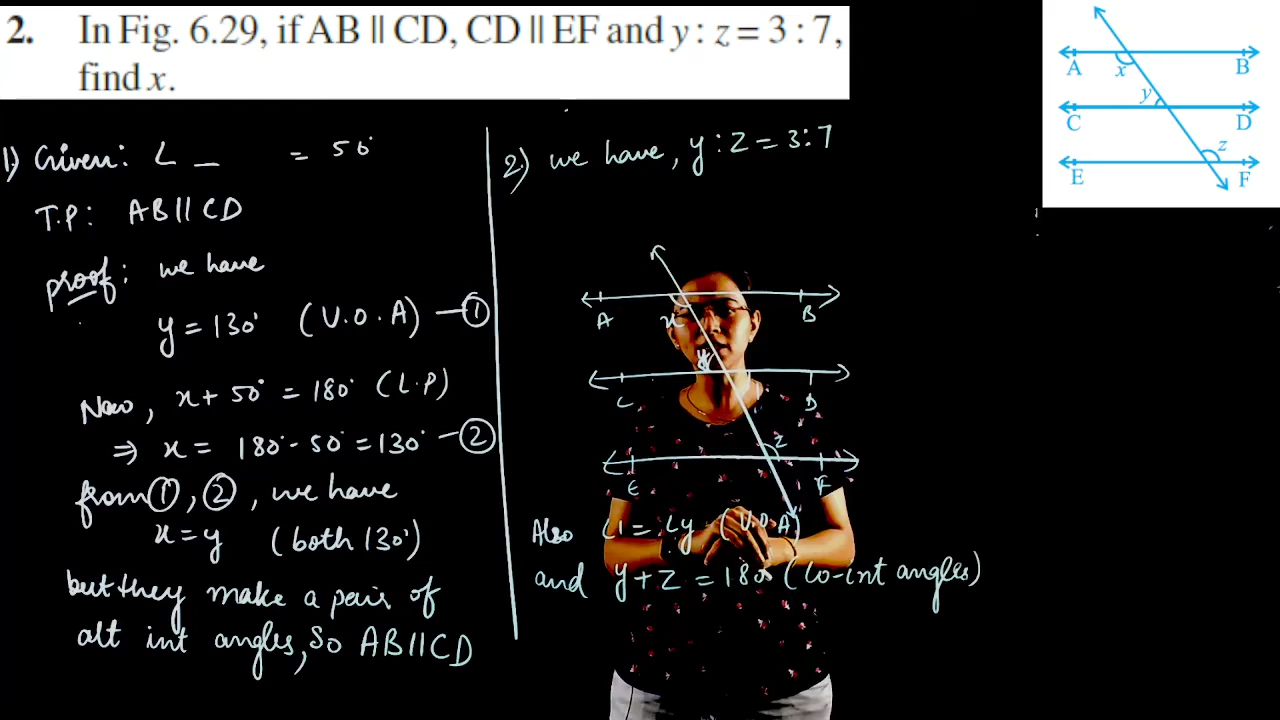 2. In Fig. 6.29, if AB || CD, CD || EF and y : z = 3 : 7,
find x.
A
x
B
y
C
D
z
E
F
1) Given: ∠ _ = 50°
T.P: AB || CD
proof: we have
y = 130° (V.O.A) — ①
Now, x + 50° = 180° (L.P)
⇒ x = 180° - 50° = 130° — ②
from ①, ②, we have
x = y (both 130°)
but they make a pair of
alt int angles, So AB || CD
2) we have, y : z = 3 : 7
A
x
B
y
C
D
z
E
F
Also ∠1 = ∠y (V.O.A)
and y + z = 180° (Co-int angles)